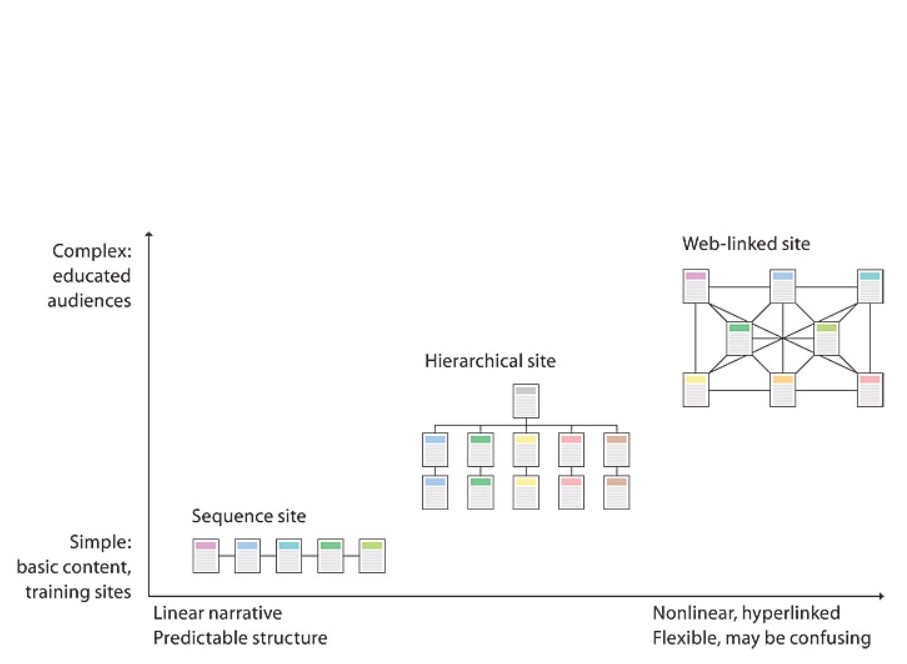 Web-linked site
Complex:
educated
audiences
Hierarchical site
Sequence site
Simple:
basic content,
training sites
Linear narrative
Predictable structure
Nonlinear, hyperlinked
Flexible, may be confusing